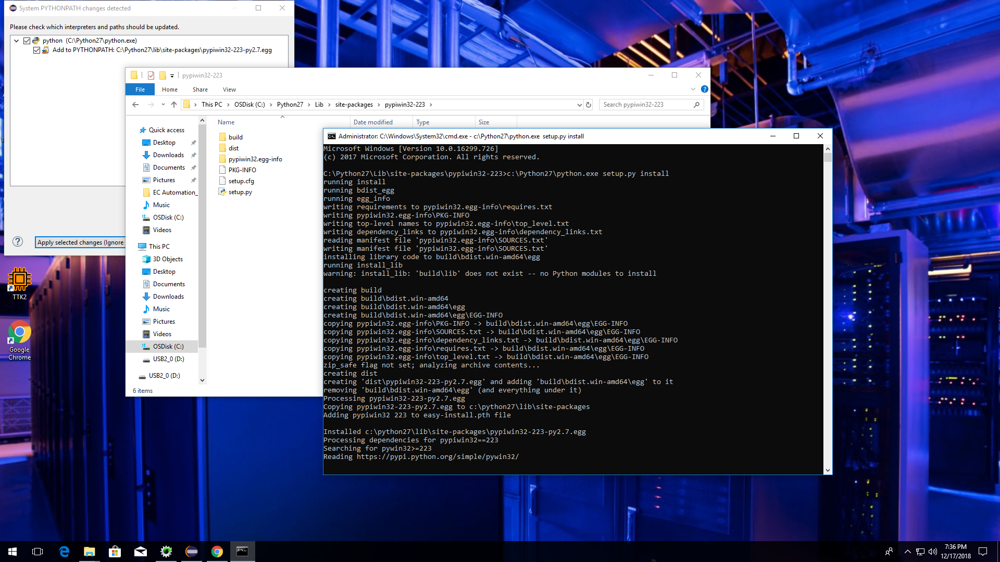 System PYTHONPATH changes detected
Please check which interpreters and paths should be updated.
python (C:\Python27\python.exe)
Add to PYTHONPATH: C:\Python27\lib\site-packages\pypiwin32-223-py2.7.egg
Apply selected changes (Ignore
pypiwin32-223
File Home Share View
This PC > OSDisk (C:) > Python27 > Lib > site-packages > pypiwin32-223 >
Search pypiwin32-223
Quick access
Desktop
Downloads
Documents
Pictures
EC Automation_
Music
OSDisk (C:)
Videos
This PC
3D Objects
Desktop
Documents
Downloads
Music
Pictures
Videos
OSDisk (C:)
USB2_0 (D:)
USB2_0 (D:)
6 items
Name Date modified Type Size
build
dist
pypiwin32.egg-info
PKG-INFO
setup.cfg
setup.py
Administrator: C:\Windows\System32\cmd.exe - c:\Python27\python.exe setup.py install
Microsoft Windows [Version 10.0.16299.726]
(c) 2017 Microsoft Corporation. All rights reserved.
C:\Python27\Lib\site-packages\pypiwin32-223>c:\Python27\python.exe setup.py install
running install
running bdist_egg
running egg_info
writing requirements to pypiwin32.egg-info\requires.txt
writing pypiwin32.egg-info\PKG-INFO
writing top-level names to pypiwin32.egg-info\top_level.txt
writing dependency_links to pypiwin32.egg-info\dependency_links.txt
reading manifest file 'pypiwin32.egg-info\SOURCES.txt'
writing manifest file 'pypiwin32.egg-info\SOURCES.txt'
installing library code to build\bdist.win-amd64\egg
running install_lib
warning: install_lib: 'build\lib' does not exist -- no Python modules to install
creating build
creating build\bdist.win-amd64
creating build\bdist.win-amd64\egg
creating build\bdist.win-amd64\egg\EGG-INFO
copying pypiwin32.egg-info\PKG-INFO -> build\bdist.win-amd64\egg\EGG-INFO
copying pypiwin32.egg-info\SOURCES.txt -> build\bdist.win-amd64\egg\EGG-INFO
copying pypiwin32.egg-info\dependency_links.txt -> build\bdist.win-amd64\egg\EGG-INFO
copying pypiwin32.egg-info\requires.txt -> build\bdist.win-amd64\egg\EGG-INFO
copying pypiwin32.egg-info\top_level.txt -> build\bdist.win-amd64\egg\EGG-INFO
zip_safe flag not set; analyzing archive contents...
creating dist
creating 'dist\pypiwin32-223-py2.7.egg' and adding 'build\bdist.win-amd64\egg' to it
removing 'build\bdist.win-amd64\egg' (and everything under it)
Processing pypiwin32-223-py2.7.egg
Copying pypiwin32-223-py2.7.egg to c:\python27\lib\site-packages
Adding pypiwin32 223 to easy-install.pth file
Installed c:\python27\lib\site-packages\pypiwin32-223-py2.7.egg
Processing dependencies for pypiwin32==223
Searching for pywin32>=223
Reading https://pypi.python.org/simple/pywin32/
TTK2
Google
Chrome
7:36 PM
12/17/2018